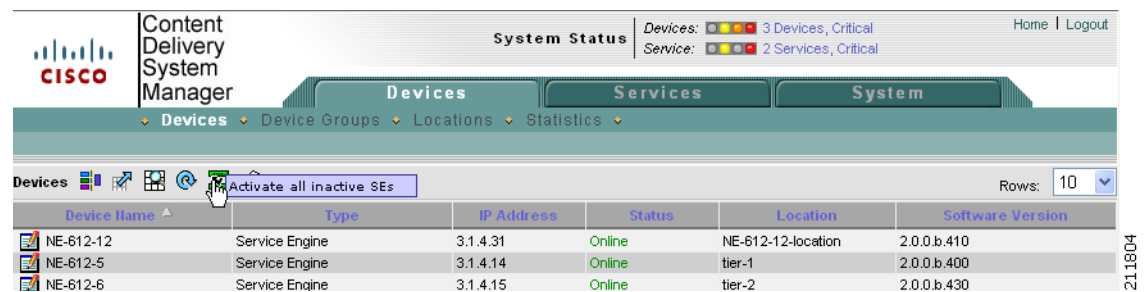 Content
Delivery
System
Manager
CISCO
System Status
Devices: 3 Devices, Critical
Service: 2 Services, Critical
Home | Logout
Devices Services System
Devices Device Groups Locations Statistics
Devices
Activate all inactive SEs
Rows: 10
Device Name Type IP Address Status Location Software Version
NE-612-12 Service Engine 3.1.4.31 Online NE-612-12-location 2.0.0.b.410
NE-612-5 Service Engine 3.1.4.14 Online tier-1 2.0.0.b.400
NE-612-6 Service Engine 3.1.4.15 Online tier-2 2.0.0.b.430
211804